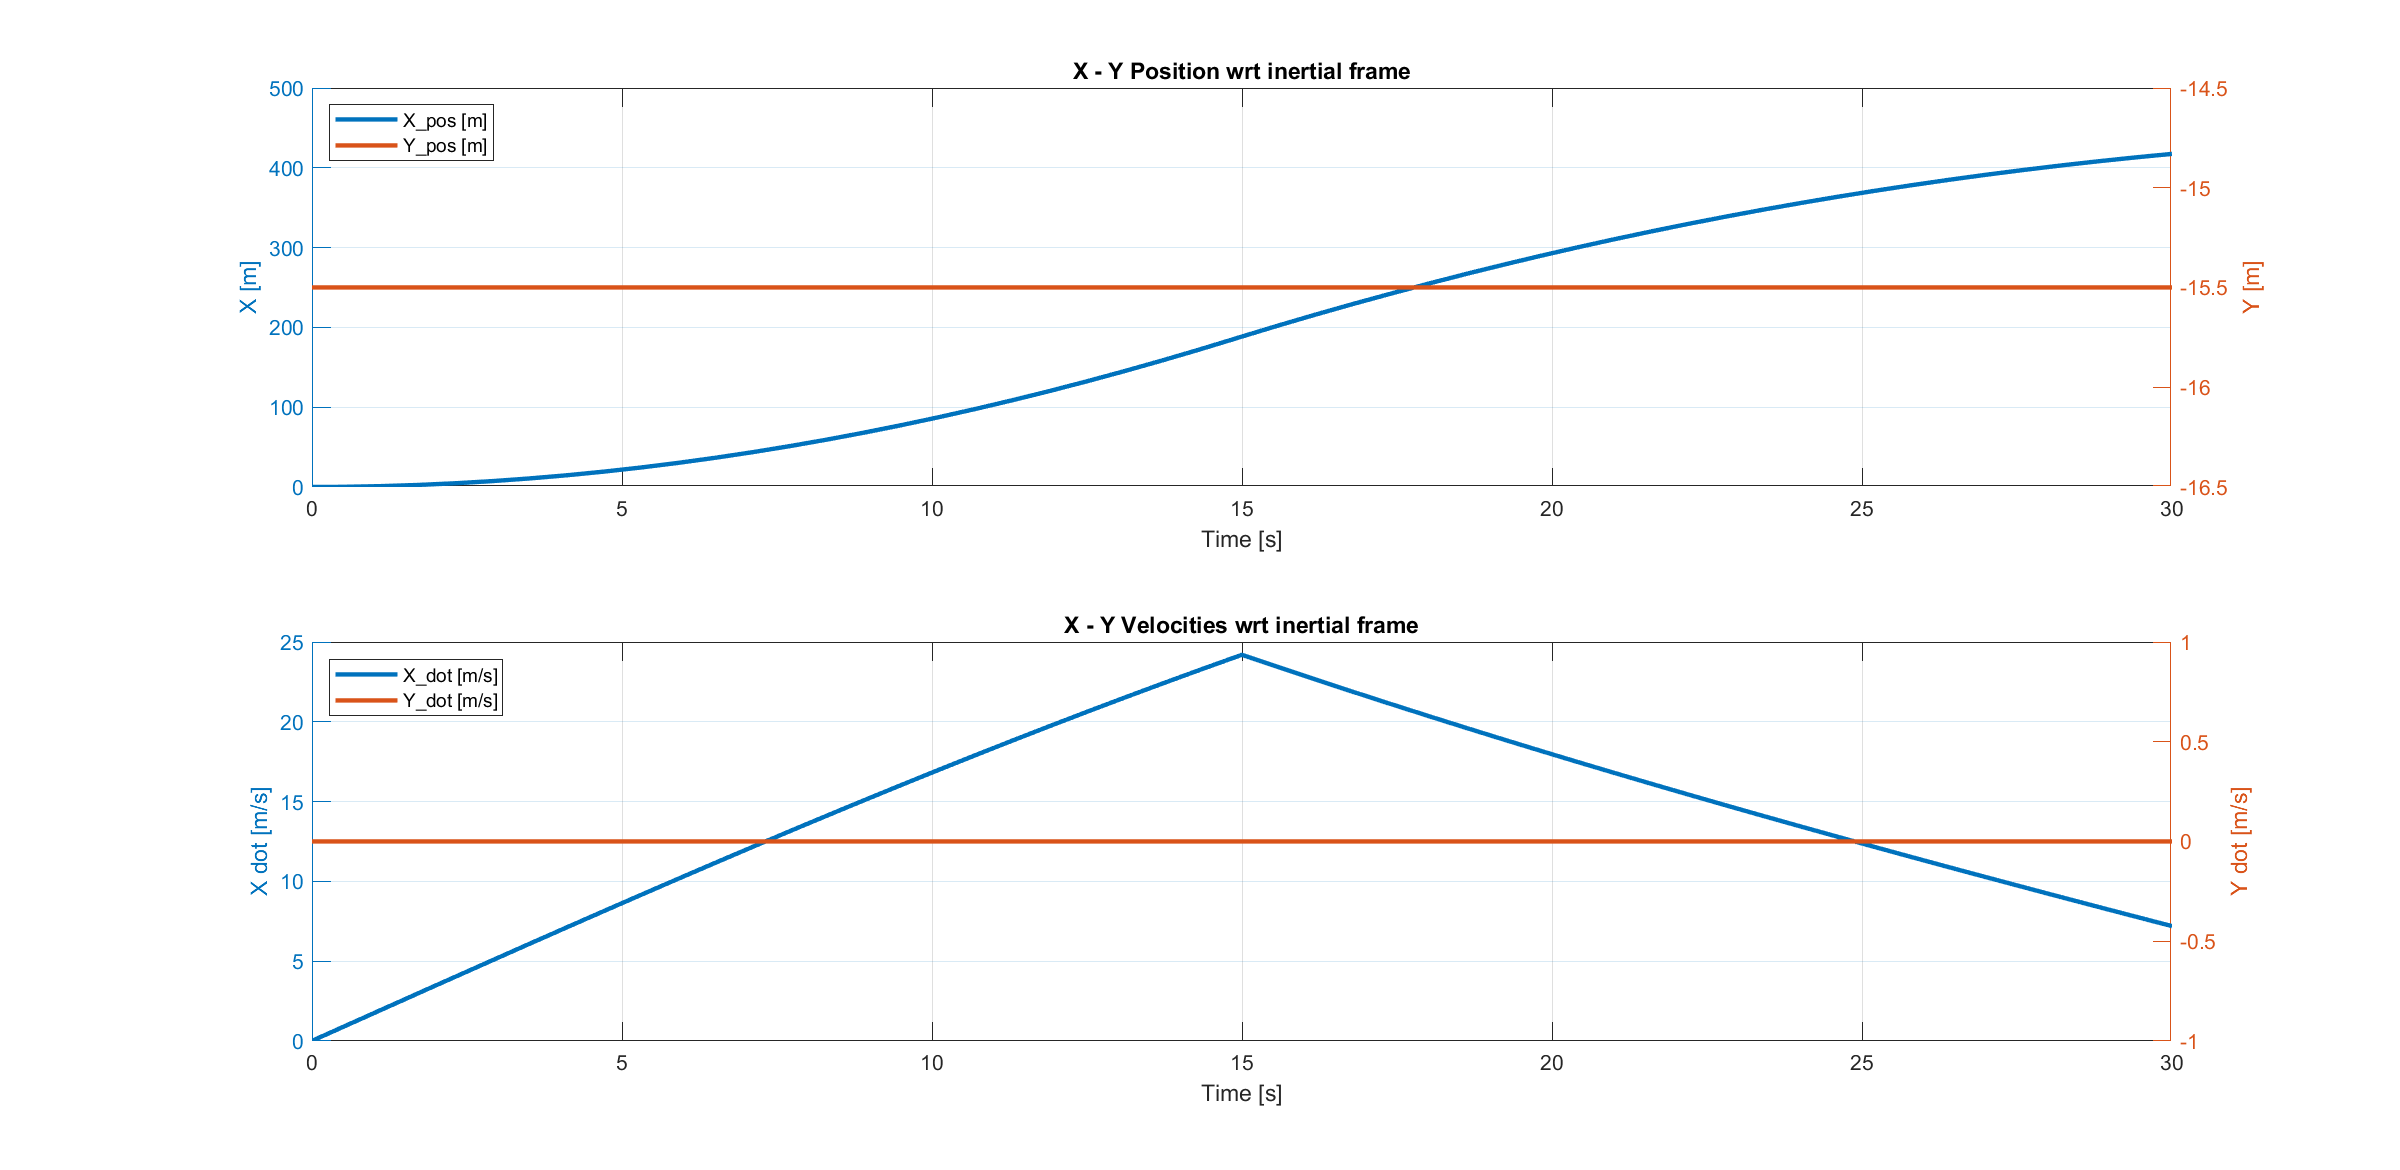 X - Y Position wrt inertial frame
X_pos [m]
Y_pos [m]
500
400
300
200
100
0
X [m]
-14.5
-15
-15.5
-16
-16.5
Y [m]
0 5 10 15 20 25 30
Time [s]
X - Y Velocities wrt inertial frame
X_dot [m/s]
Y_dot [m/s]
25
20
15
10
5
0
X dot [m/s]
1
0.5
0
-0.5
-1
Y dot [m/s]
0 5 10 15 20 25 30
Time [s]